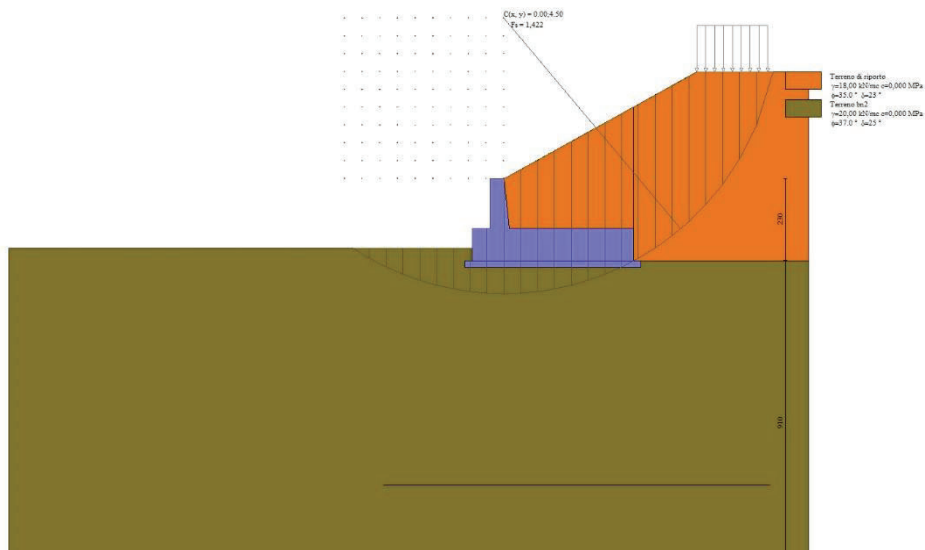 C(x, y) = 0.00;4.50
Fs = 1,422
Terreno di riporto
γ=18,00 kN/mc c=0,000 MPa
ϕ=35.0 ° δ=23 °
Terreno bn2
γ=20,00 kN/mc c=0,000 MPa
ϕ=37.0 ° δ=25 °
230
910